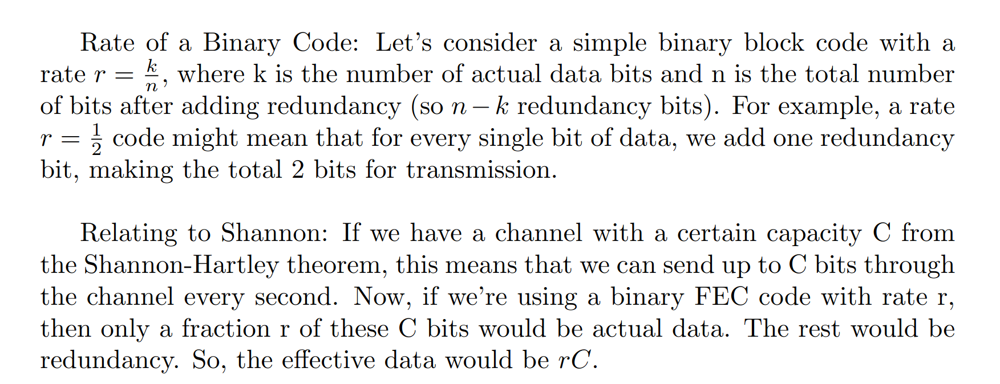 Rate of a Binary Code: Let's consider a simple binary block code with a
rate r = k/n, where k is the number of actual data bits and n is the total number
of bits after adding redundancy (so n − k redundancy bits). For example, a rate
r = 1/2 code might mean that for every single bit of data, we add one redundancy
bit, making the total 2 bits for transmission.
Relating to Shannon: If we have a channel with a certain capacity C from
the Shannon-Hartley theorem, this means that we can send up to C bits through
the channel every second. Now, if we're using a binary FEC code with rate r,
then only a fraction r of these C bits would be actual data. The rest would be
redundancy. So, the effective data would be rC.